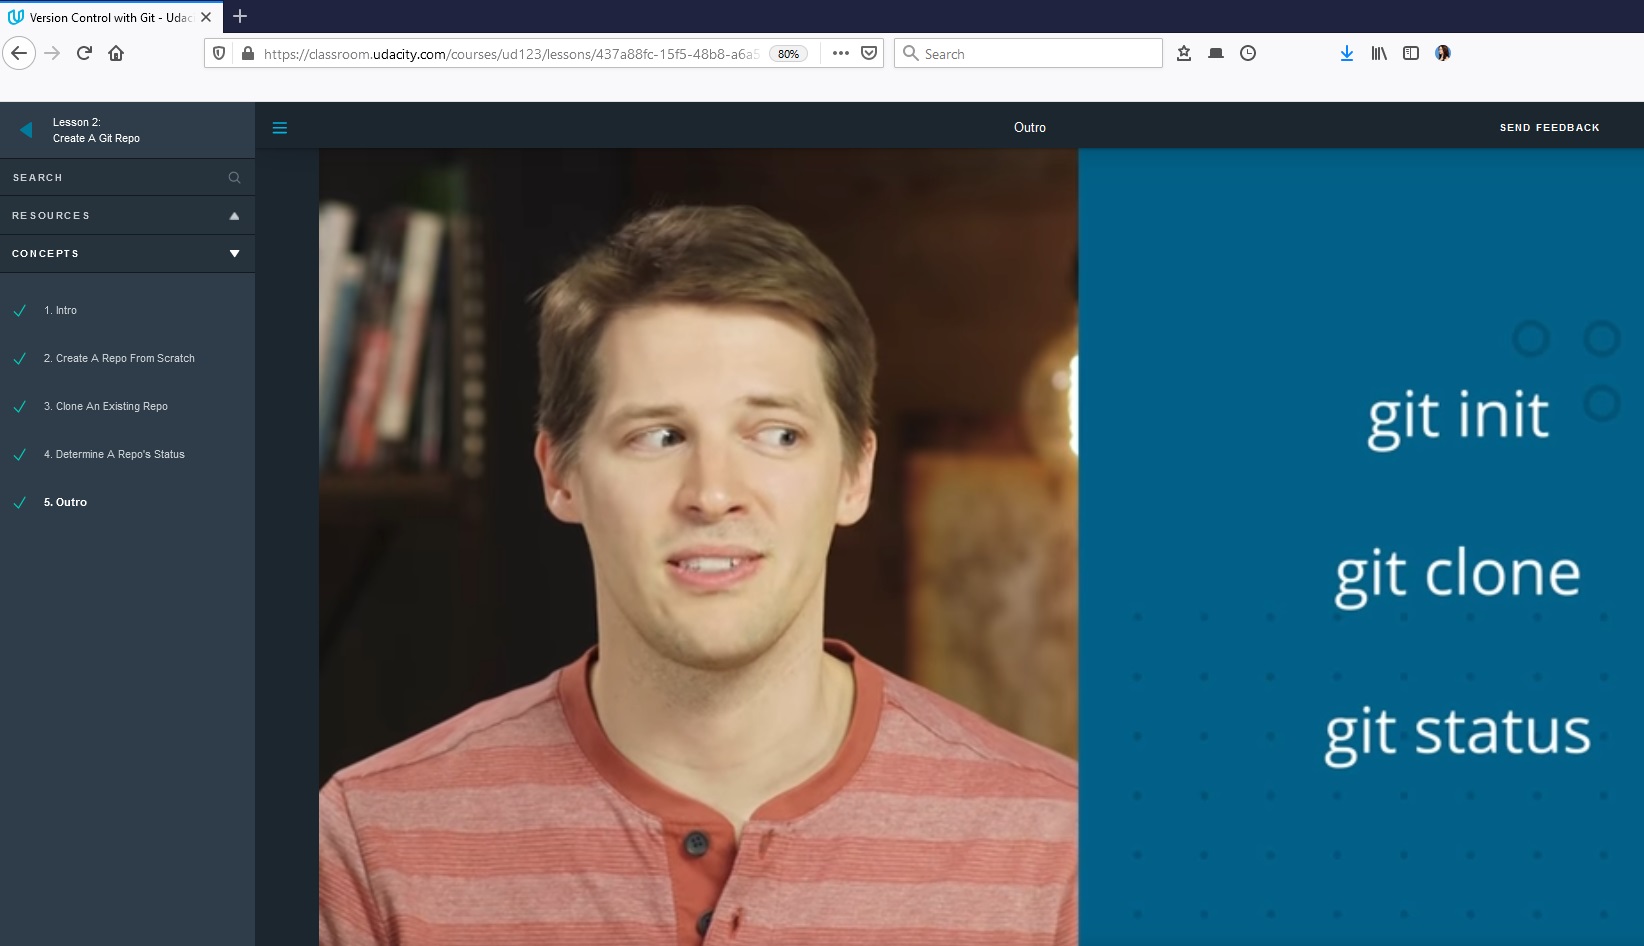 Version Control with Git - Udac
https://classroom.udacity.com/courses/ud123/lessons/437a88fc-15f5-48b8-a6a5
80%
Search
Lesson 2:
Create A Git Repo
Outro
SEND FEEDBACK
SEARCH
RESOURCES
CONCEPTS
1. Intro
2. Create A Repo From Scratch
3. Clone An Existing Repo
4. Determine A Repo's Status
5. Outro
git init
git clone
git status